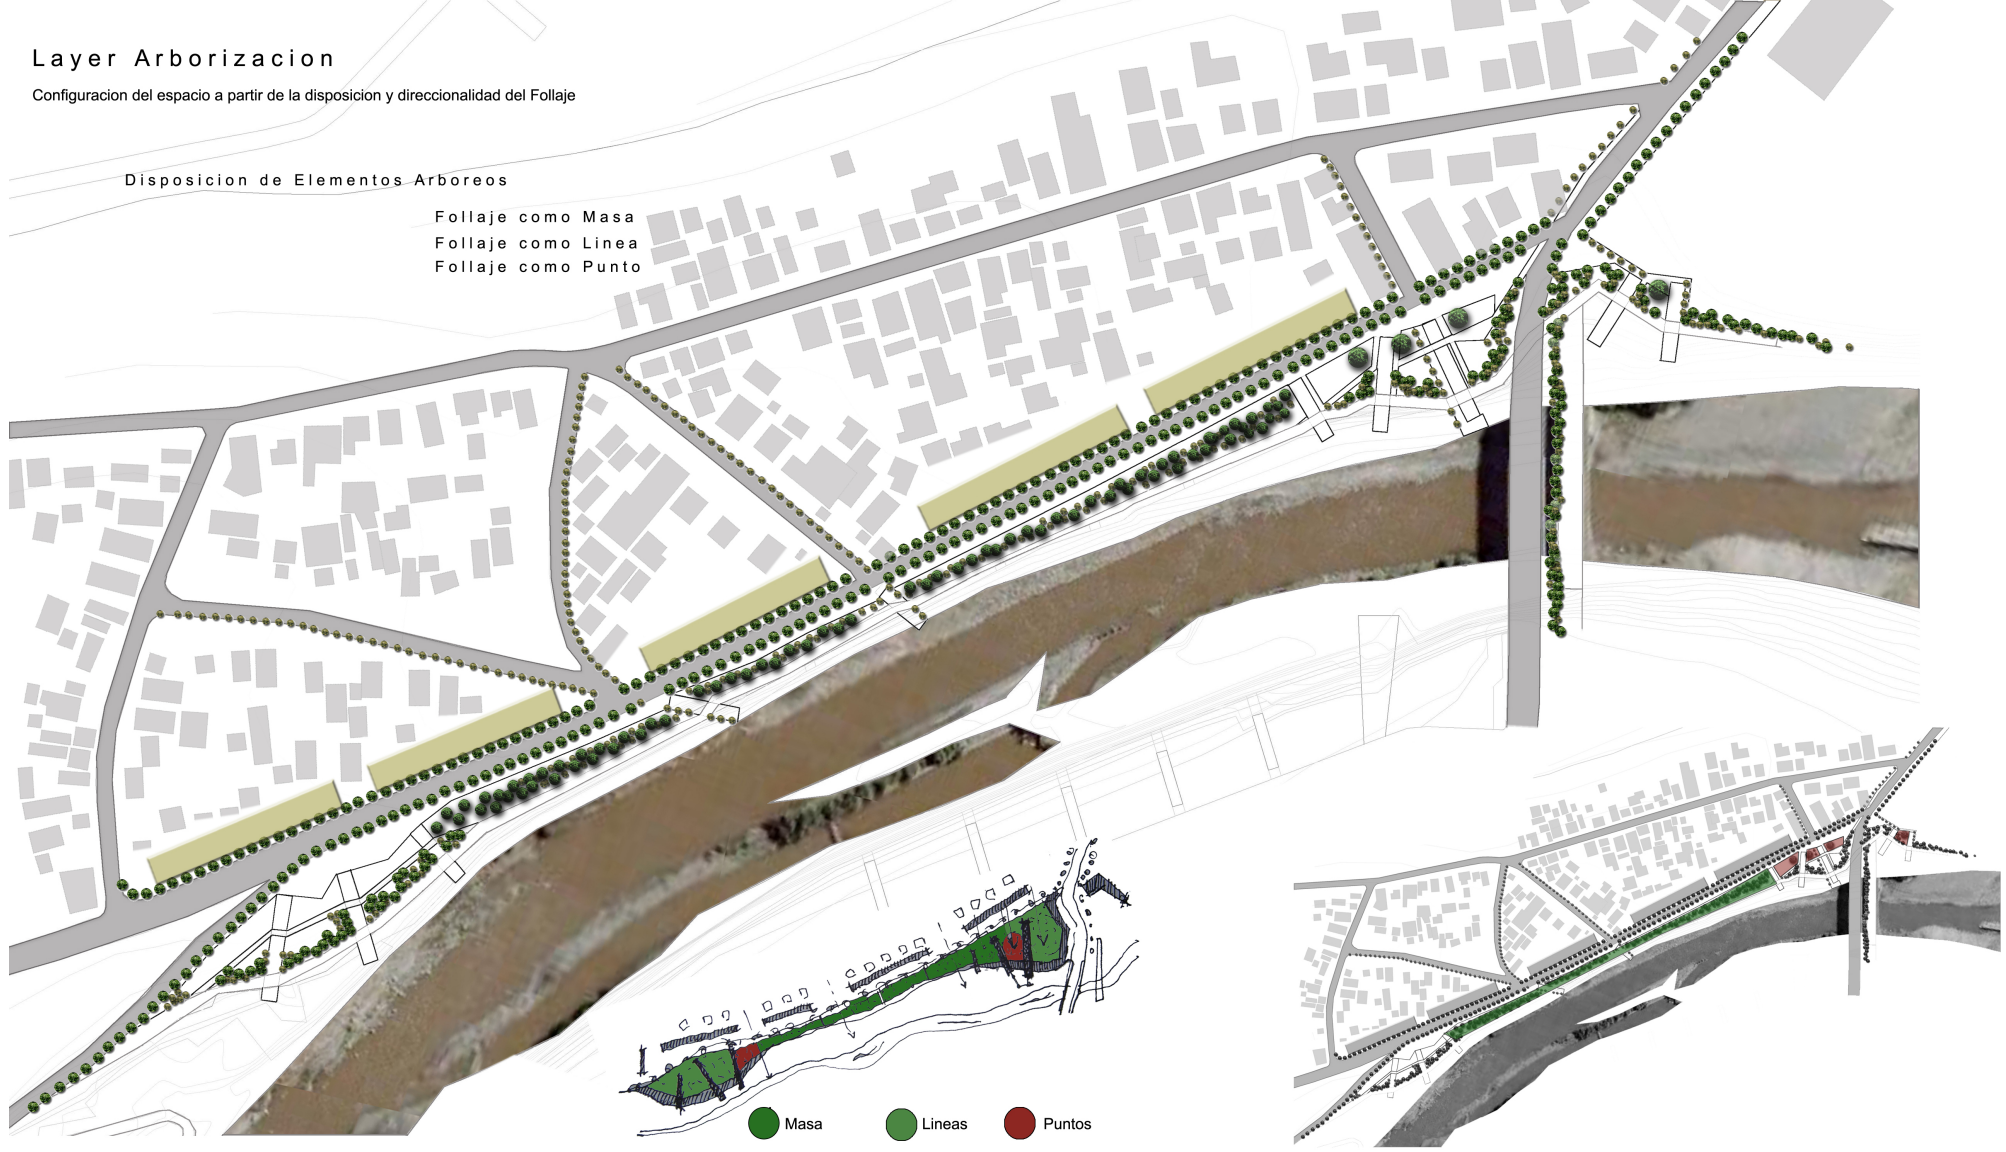 Layer Arborizacion
Configuracion del espacio a partir de la disposicion y direccionalidad del Follaje
Disposicion de Elementos Arboreos
Follaje como Masa
Follaje como Linea
Follaje como Punto
Masa
Lineas
Puntos